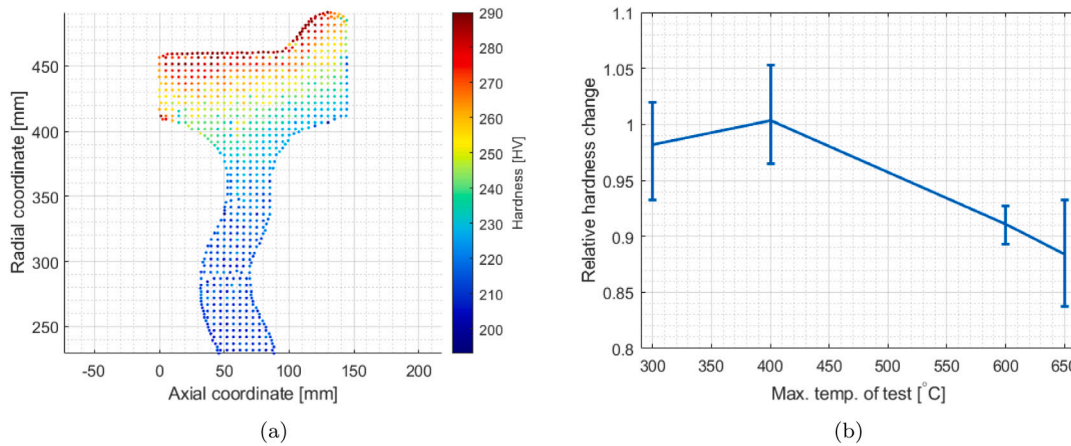 450
400
350
300
250
-50 0 50 100 150 200
Radial coordinate [mm]
Axial coordinate [mm]
290
280
270
260
250
240
230
220
210
200
Hardness [HV]
(a)
1.1
1.05
1
0.95
0.9
0.85
0.8
300 350 400 450 500 550 600 650
Relative hardness change
Max. temp. of test [°C]
(b)